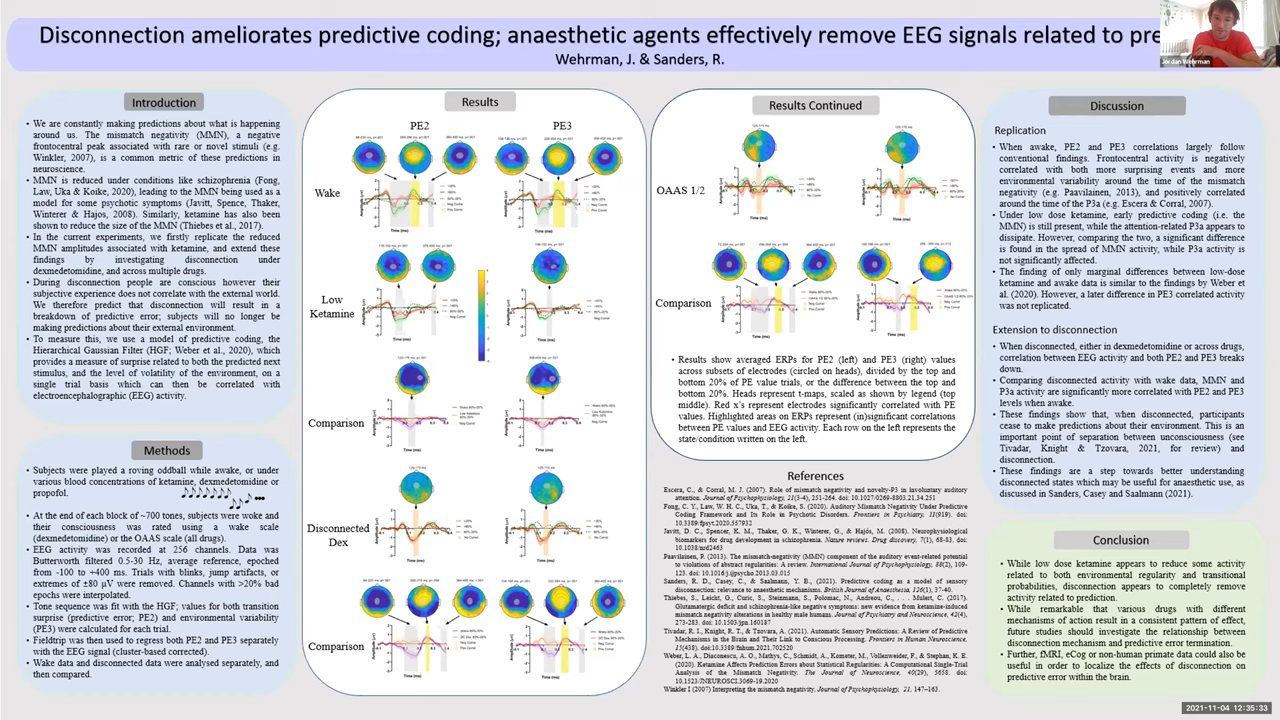 Disconnection ameliorates predictive coding; anaesthetic agents effectively remove EEG signals related to pre
Wehrman, J. & Sanders, R.
Jordan Wehrman
Introduction
• We are constantly making predictions about what is happening
around us. The mismatch negativity (MMN), a negative
frontocentral peak associated with rare or novel stimuli (e.g.
Winkler, 2007), is a common metric of these predictions in
neuroscience.
• MMN is reduced under conditions like schizophrenia (Fong,
Law, Uka & Koike, 2020), leading to the MMN being used as a
model for some psychotic symptoms (Javitt, Spencer, Thaker,
Winterer & Hajos, 2008). Similarly, ketamine has also been
shown to reduce the size of the MMN (Thiebes et al., 2017).
• In the current experiments, we firstly replicate the reduced
MMN amplitudes associated with ketamine, and extend these
findings by investigating disconnection under
dexmedetomidine, and across multiple drugs.
• During disconnection people are conscious however their
subjective experience does not correlate with the external world.
We therefore predict that disconnection will result in a
breakdown of predictive error; subjects will no longer be
making predictions about their external environment.
• To measure this, we use a model of predictive coding, the
Hierarchical Gaussian Filter (HGF; Weber et al., 2020), which
provides a measure of surprise related to both the predicted next
stimulus, and the level of volatility of the environment, on a
single trial basis which can then be correlated with
electroencephalographic (EEG) activity.
Methods
• Subjects were played a roving oddball while awake, or under
various blood concentrations of ketamine, dexmedetomidine or
propofol.
• At the end of each block of ~700 tones, subjects were woken and
their consciousness was rated using a wake scale
(dexmedetomidine) or the OAAS wake (all drugs).
• EEG activity was recorded at 256 channels. Data was
Butterworth filtered 0.5-30 Hz, average reference, epoched
from -100 to +400 ms. Trials with blinks, jump artifacts, or
extremes of ±80 µV were removed. Channels with >20% bad
epochs were interpolated.
• Tone sequence was fit with the HGF; values for both transition
surprise (predictive error; PE2) and environmental variability
(PE3) were calculated for each trial.
• Fieldtrip was then used to regress both PE2 and PE3 separately
with the EEG signal (cluster-based corrected).
• Wake data and disconnected data were analysed separately, and
then compared.
Results
PE2 PE3
Wake
Low
Ketamine
Comparison
Disconnected
Dex
Comparison
Results Continued
OAAS 1/2
Comparison
• Results show averaged ERPs for PE2 (left) and PE3 (right) values
across subsets of electrodes (circled on heads), divided by the top and
bottom 20% of PE value trials, or the difference between the top and
bottom 20%. Heads represent t-maps, scaled as shown by legend (top
middle). Red x's represent electrodes significantly correlated with PE
values. Highlighted areas on ERPs represent (in)significant correlations
between PE values and EEG activity. Each row on the left represents the
state/condition written on the left.
References
Escera, C., & Corral, M. J. (2007). Role of mismatch negativity and novelty-P3 in involuntary auditory
attention. Journal of Psychophysiology, 21(3-4), 251-264. doi: 10.1027/0269-8803.21.34.251
Fong, C. Y., Law, W. H. C., Uka, T., & Koike, S. (2020). Auditory Mismatch Negativity Under Predictive
Coding Framework and Its Role in Psychotic Disorders. Frontiers in Psychiatry, 11(919). doi:
10.3389/fpsyt.2020.557932
Javitt, D. C., Spencer, K. M., Thaker, G. K., Winterer, G., & Hajós, M. (2008). Neurophysiological
biomarkers for drug development in schizophrenia. Nature reviews. Drug discovery, 7(1), 68-83. doi:
10.1038/nrd2463
Paavilainen, P. (2013). The mismatch-negativity (MMN) component of the auditory event-related potential
to violations of abstract regularities: A review. International Journal of Psychophysiology, 88(2), 109-
123. doi: 10.1016/j.ijpsycho.2013.03.015
Sanders, R. D., Casey, C., & Saalmann, Y. B. (2021). Predictive coding as a model of sensory
disconnection: relevance to anaesthetic mechanisms. British Journal of Anaesthesia, 126(1), 37-40.
Thiebes, S., Leicht, G., Curic, S., Steinmann, S., Polomac, N., Andreou, C., . . . Mulert, C. (2017).
Glutamatergic deficit and schizophrenia-like negative symptoms: new evidence from ketamine-induced
mismatch negativity alterations in healthy male humans. Journal of Psychiatry and Neuroscience, 42(4),
273-283. doi: 10.1503/jpn.160187
Tivadar, R. I., Knight, R. T., & Tzovara, A. (2021). Automatic Sensory Predictions: A Review of Predictive
Mechanisms in the Brain and Their Link to Conscious Processing. Frontiers in Human Neuroscience,
15(438). doi: 10.3389/fnhum.2021.702520
Weber, L. A., Diaconescu, A. O., Mathys, C., Schmidt, A., Kometer, M., Vollenweider, F., & Stephan, K. E.
(2020). Ketamine Affects Prediction Errors about Statistical Regularities: A Computational Single-Trial
Analysis of the Mismatch Negativity. The Journal of Neuroscience, 40(29), 5658. doi:
10.1523/JNEUROSCI.3069-19.2020
Winkler I (2007) Interpreting the mismatch negativity. Journal of Psychophysiology, 21, 147–163.
Discussion
Replication
• When awake, PE2 and PE3 correlations largely follow
conventional findings. Frontocentral activity is negatively
correlated with both more surprising events and more
environmental variability around the time of the mismatch
negativity (e.g. Paavilainen, 2013), and positively correlated
around the time of the P3a (e.g. Escera & Corral, 2007).
• Under low dose ketamine, early predictive coding (i.e. the
MMN) is still present, while the attention-related P3a appears to
dissipate. However, comparing the two, a significant difference
is found in the spread of MMN activity, while P3a activity is
not significantly affected.
• The finding of only marginal differences between low-dose
ketamine and awake data is similar to the findings by Weber et
al. (2020). However, a later difference in PE3 correlated activity
was not replicated.
Extension to disconnection
• When disconnected, either in dexmedetomidine or across drugs,
correlation between EEG activity and both PE2 and PE3 breaks
down.
• Comparing disconnected activity with wake data, MMN and
P3a are significantly more correlated with PE2 and PE3
levels when awake.
• These findings show that, when disconnected, participants
cease to make predictions about their environment. This is an
important point of separation between unconsciousness (see
Tivadar, Knight & Tzovara, 2021, for review) and
disconnection.
• These findings are a step towards better understanding
disconnected states which may be useful for anaesthetic use, as
discussed in Sanders, Casey and Saalmann (2021).
Conclusion
• While low dose ketamine appears to reduce some activity
related to both environmental regularity and transitional
probabilities, disconnection appears to completely remove
activity related to prediction.
• While remarkable that various drugs with different
mechanisms of action result in a convergent pattern of effect,
future work should investigate the relationship between
disconnection mechanism and predictive error termination.
• Further, fMRI, eCog or non-human primate data could also be
useful in order to localize the effects of disconnection on
predictive error within the brain.
2021-11-04 12:35:33